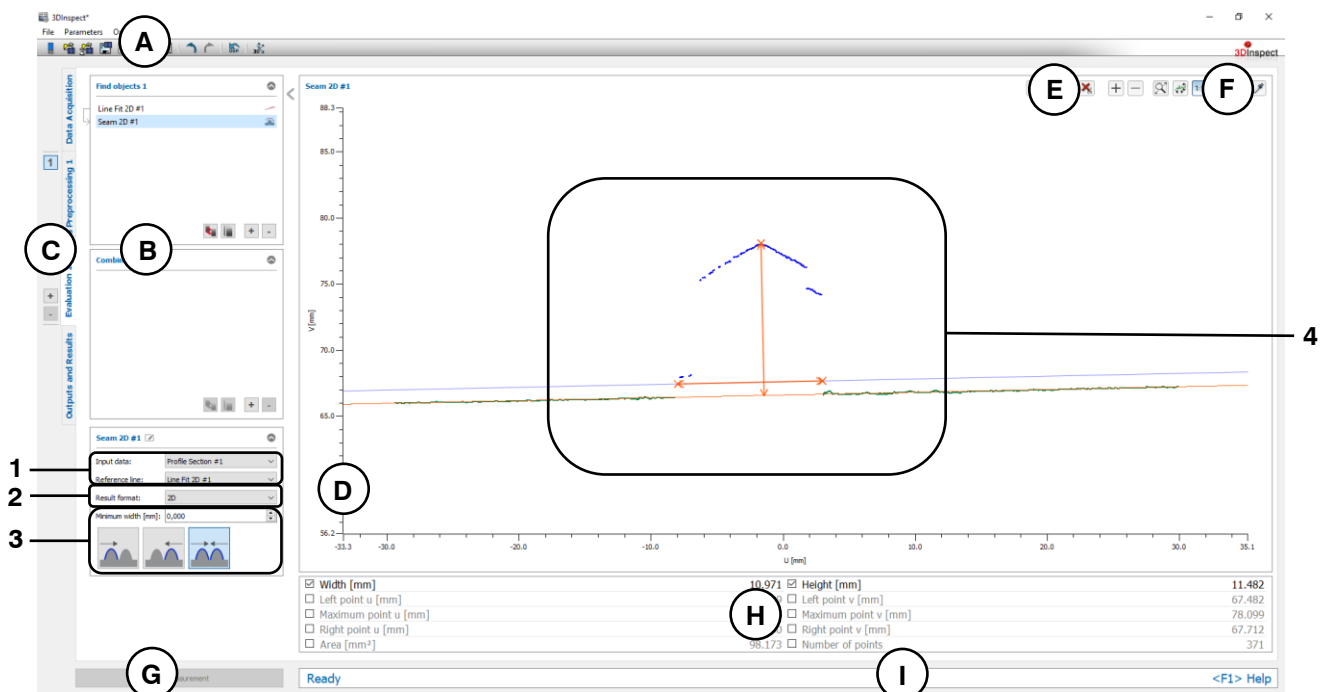 3DInspect*
File Parameters
A
3DInspect
Data Acquisition
Preprocessing 1
Evaluation
Outputs and Results
1
+
-
C
Find objects 1
Line Fit 2D #1
Seam 2D #1
+ -
B
+ -
Seam 2D #1
1
Input data: Profile Section #1
Reference line: Line Fit 2D #1
2
Result format: 2D
3
Minimum width [mm]: 0,000
Seam 2D #1
E
F
88.3
85.0
80.0
75.0
70.0
65.0
56.2
V [mm]
D
4
-33.3 -30.0 -20.0 -10.0 0.0 10.0 20.0 30.0 35.1
U [mm]
Width [mm] 10.971 Height [mm] 11.482
Left point u [mm] Left point v [mm] 67.482
Maximum point u [mm] Maximum point v [mm] 78.099
Right point u [mm] Right point v [mm] 67.712
Area [mm²] 98.173 Number of points 371
H
G
Ready
I
<F1> Help